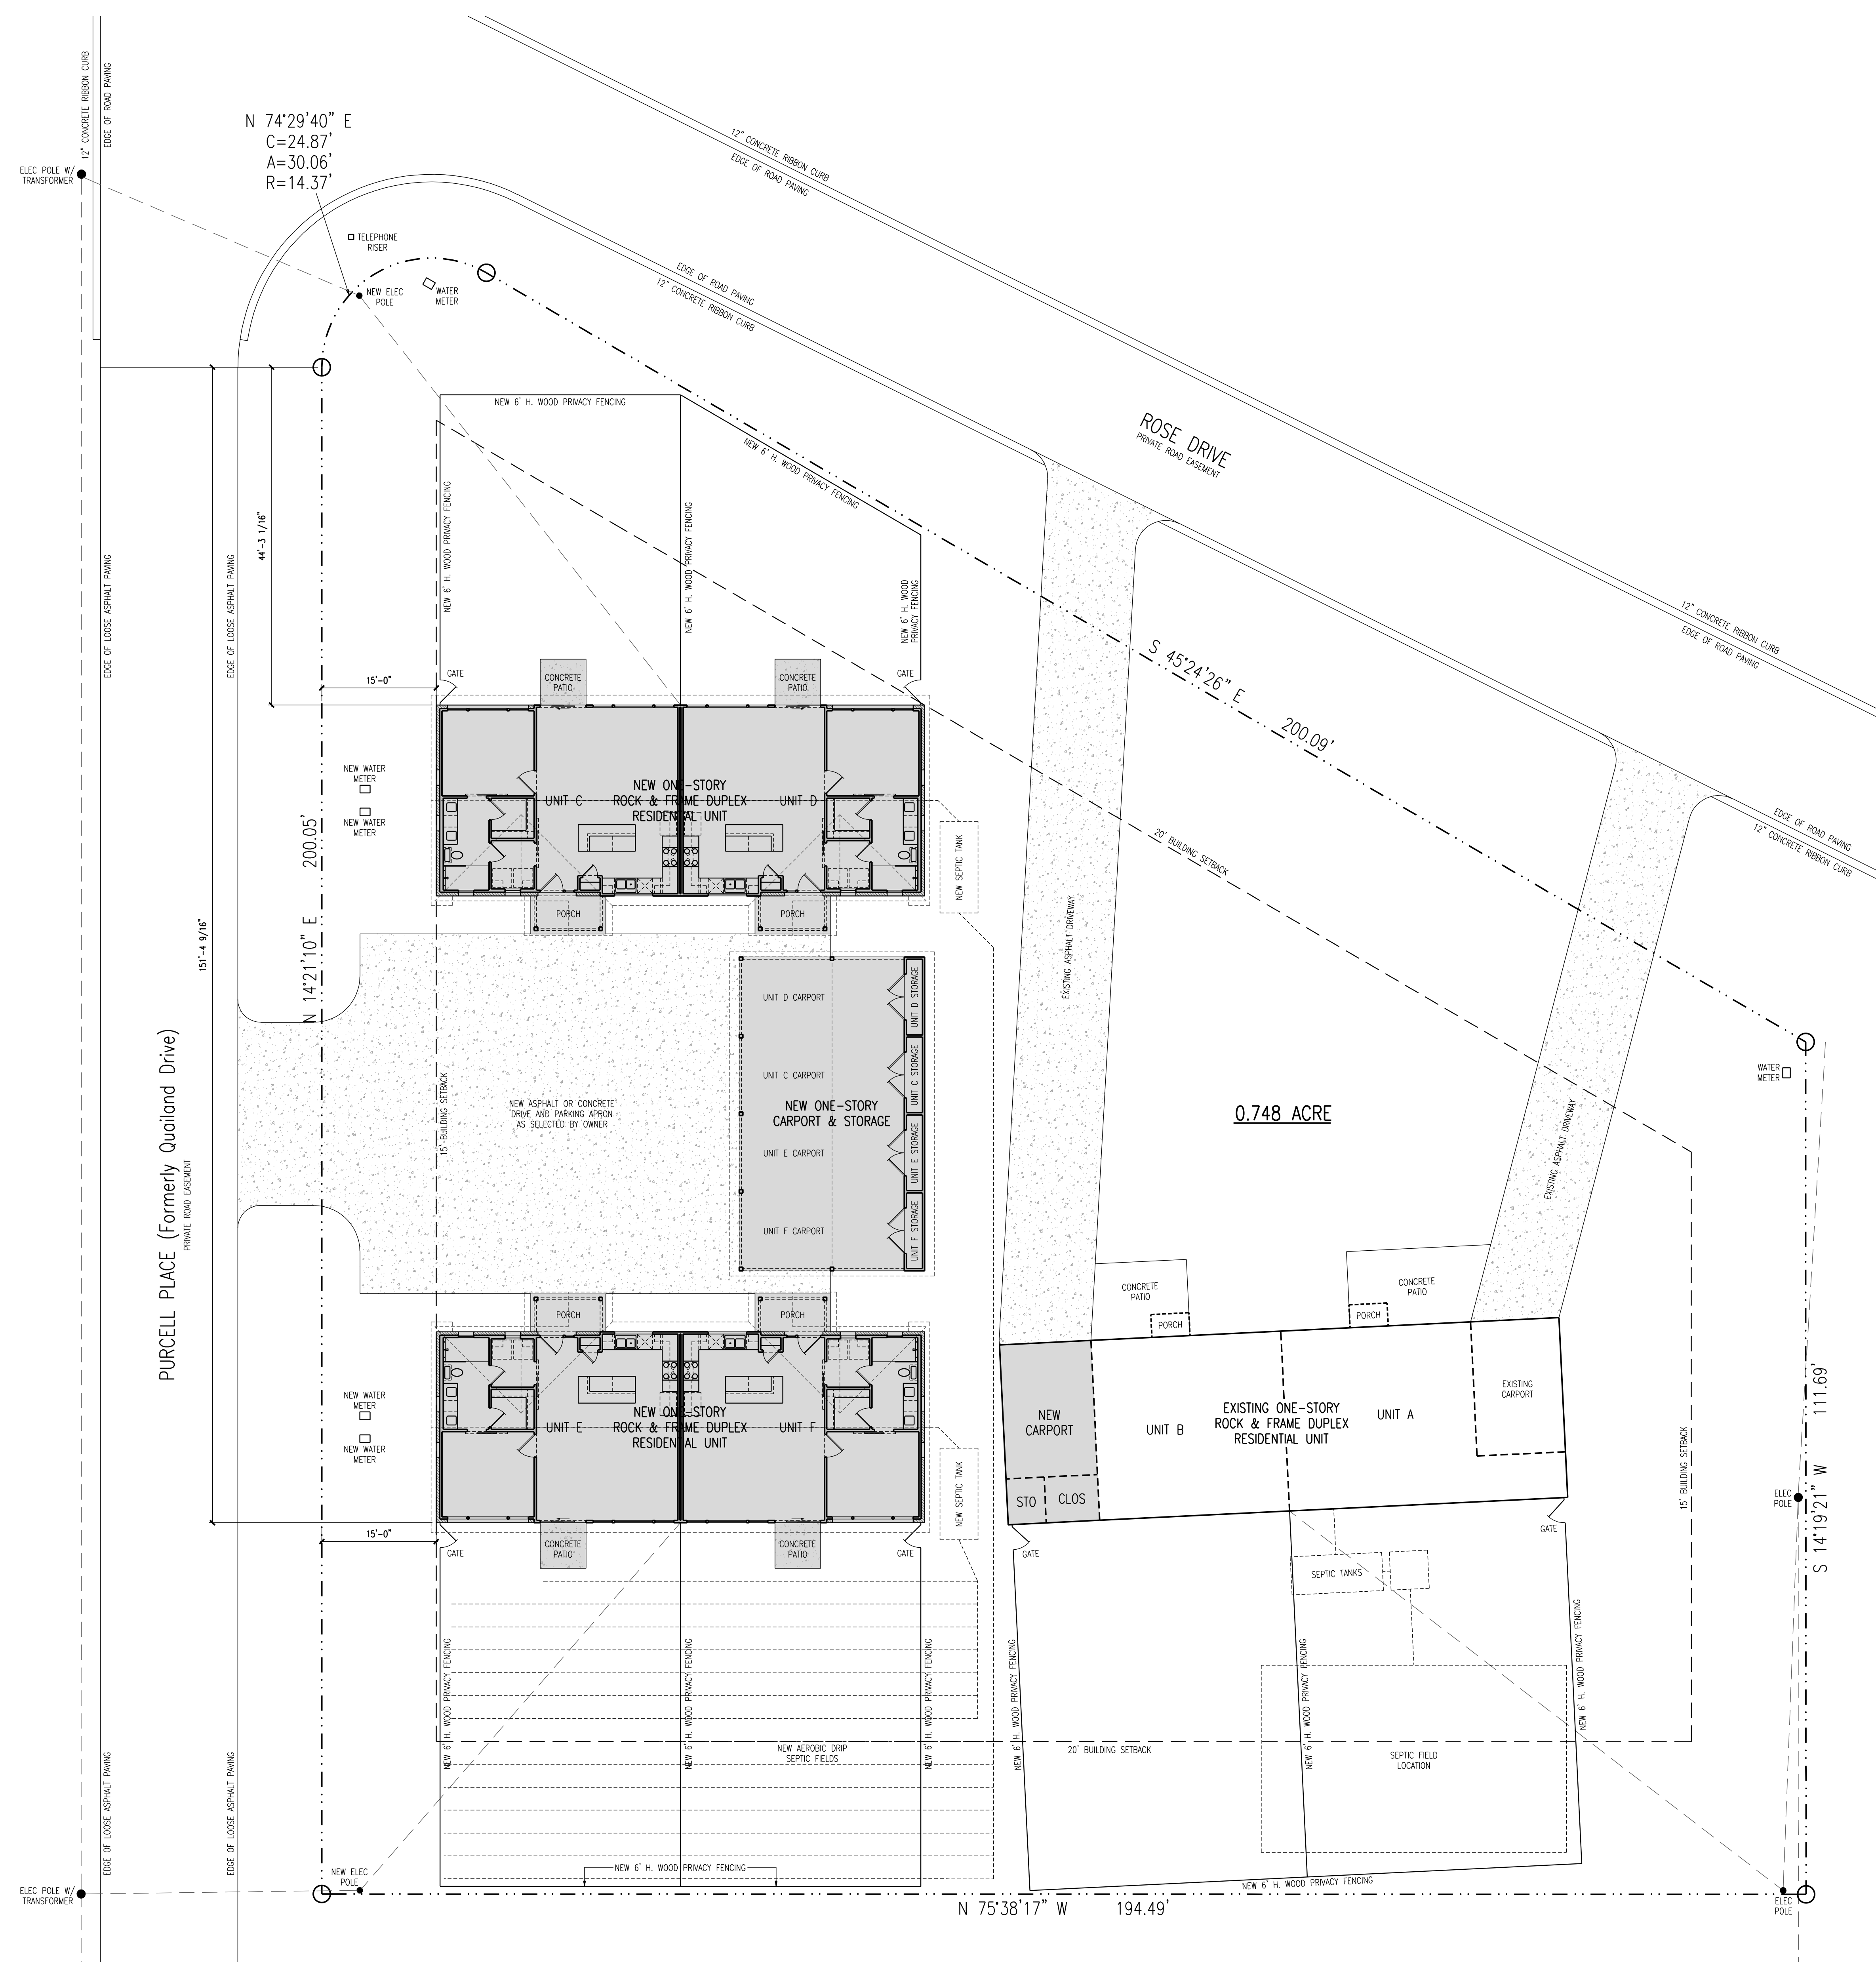 12" CONCRETE RIBBON CURB
EDGE OF ROAD PAVING
N 74°29'40" E
C=24.87'
A=30.06'
R=14.37'
12" CONCRETE RIBBON CURB
EDGE OF ROAD PAVING
ELEC POLE W/
TRANSFORMER
TELEPHONE
RISER
WATER
METER
NEW ELEC
POLE
EDGE OF ROAD PAVING
12" CONCRETE RIBBON CURB
NEW 6' H. WOOD PRIVACY FENCING
NEW 6' H. WOOD PRIVACY FENCING
ROSE DRIVE
PRIVATE ROAD EASEMENT
NEW 6' H. WOOD PRIVACY FENCING
NEW 6' H. WOOD PRIVACY FENCING
NEW 6' H. WOOD
PRIVACY FENCING
44'-3 1/16"
EDGE OF LOOSE ASPHALT PAVING
EDGE OF LOOSE ASPHALT PAVING
12" CONCRETE RIBBON CURB
EDGE OF ROAD PAVING
S 45°24'26" E
200.09'
15'-0"
GATE
CONCRETE
PATIO
CONCRETE
PATIO
GATE
NEW WATER
METER
NEW WATER
METER
UNIT C
NEW ONE-STORY
ROCK & FRAME DUPLEX
RESIDENTIAL UNIT
UNIT D
NEW SEPTIC TANK
20' BUILDING SETBACK
EDGE OF ROAD PAVING
12" CONCRETE RIBBON CURB
N 14°21'10" E
200.05'
151'-4 9/16"
PORCH
PORCH
EXISTING ASPHALT DRIVEWAY
UNIT D CARPORT
UNIT D STORAGE
UNIT C CARPORT
UNIT C STORAGE
NEW ONE-STORY
CARPORT & STORAGE
UNIT E CARPORT
UNIT E STORAGE
UNIT F CARPORT
UNIT F STORAGE
NEW ASPHALT OR CONCRETE
DRIVE AND PARKING APRON
AS SELECTED BY OWNER
15' BUILDING SETBACK
0.748 ACRE
WATER
METER
EXISTING ASPHALT DRIVEWAY
PURCELL PLACE (Formerly Quailand Drive)
PRIVATE ROAD EASEMENT
PORCH
PORCH
CONCRETE
PATIO
PORCH
CONCRETE
PATIO
PORCH
NEW WATER
METER
NEW WATER
METER
UNIT E
NEW ONE-STORY
ROCK & FRAME DUPLEX
RESIDENTIAL UNIT
UNIT F
NEW SEPTIC TANK
NEW
CARPORT
UNIT B
EXISTING ONE-STORY
ROCK & FRAME DUPLEX
RESIDENTIAL UNIT
UNIT A
EXISTING
CARPORT
STO
CLOS
15' BUILDING SETBACK
S 14°19'21" W
111.69'
ELEC
POLE
15'-0"
GATE
CONCRETE
PATIO
CONCRETE
PATIO
GATE
GATE
GATE
SEPTIC TANKS
NEW 6' H. WOOD PRIVACY FENCING
NEW 6' H. WOOD PRIVACY FENCING
NEW 6' H. WOOD PRIVACY FENCING
NEW 6' H. WOOD PRIVACY FENCING
NEW 6' H. WOOD PRIVACY FENCING
NEW 6' H. WOOD PRIVACY FENCING
NEW AEROBIC DRIP
SEPTIC FIELDS
20' BUILDING SETBACK
SEPTIC FIELD
LOCATION
EDGE OF LOOSE ASPHALT PAVING
EDGE OF LOOSE ASPHALT PAVING
NEW 6' H. WOOD PRIVACY FENCING
NEW 6' H. WOOD PRIVACY FENCING
NEW ELEC
POLE
ELEC POLE W/
TRANSFORMER
N 75°38'17" W
194.49'
ELEC
POLE